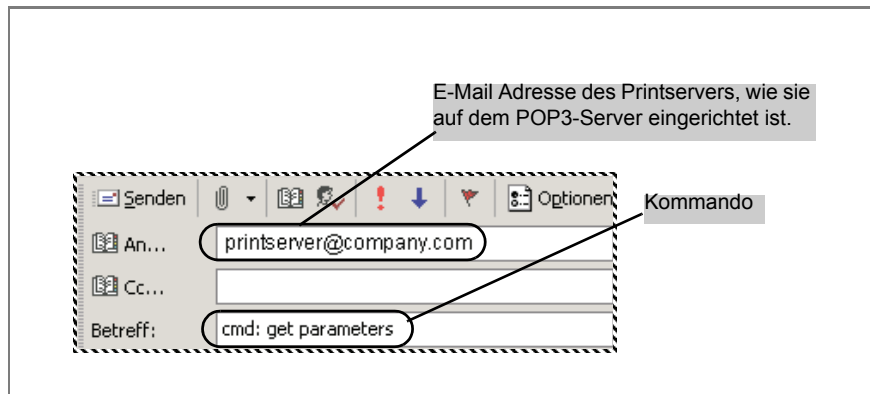 E-Mail Adresse des Printservers, wie sie
auf dem POP3-Server eingerichtet ist.
Senden Optionen
Kommando
An... printserver@company.com
Cc...
Betreff: cmd: get parameters